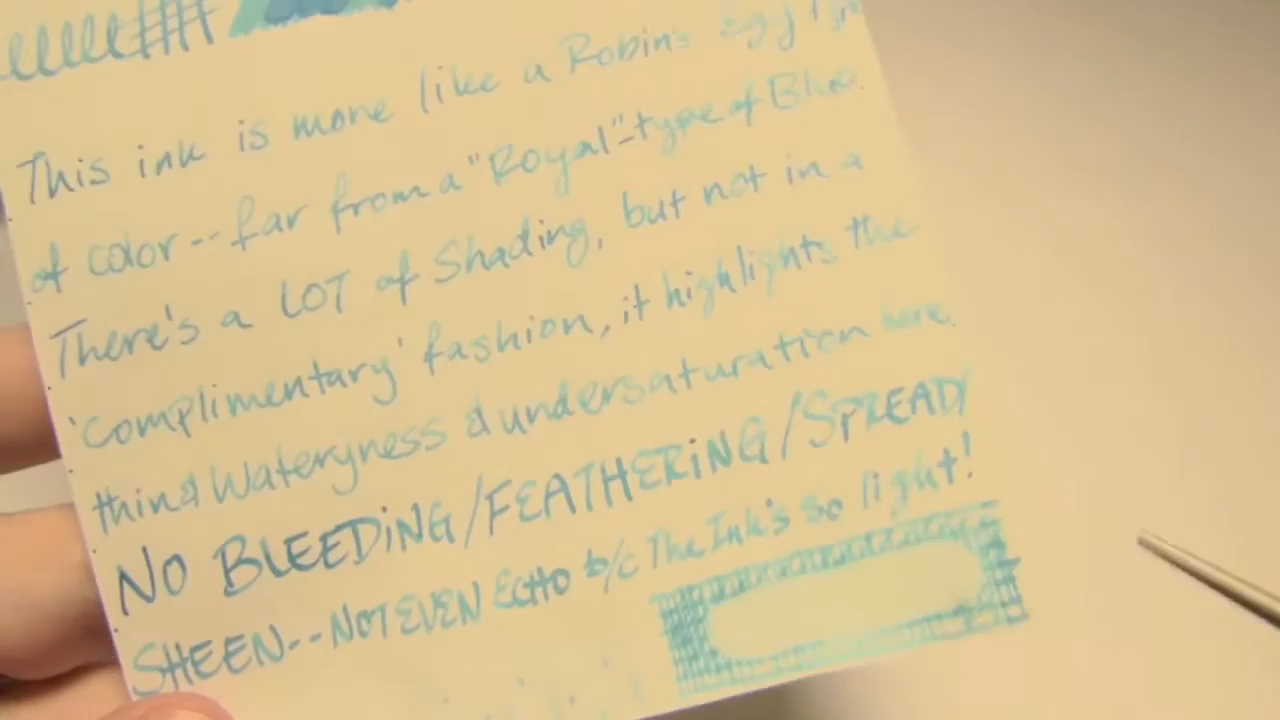 This ink is more like a Robin's egg
of color -- far from a "Royal"-type of Blue.
There's a LOT of Shading, but not in a
'complimentary' fashion, it highlights the
thin & Wateryness & undersaturation here.
NO BLEEDING/FEATHERING/SPREAD/
SHEEN--NOT EVEN ECHO b/c The Ink's so light!